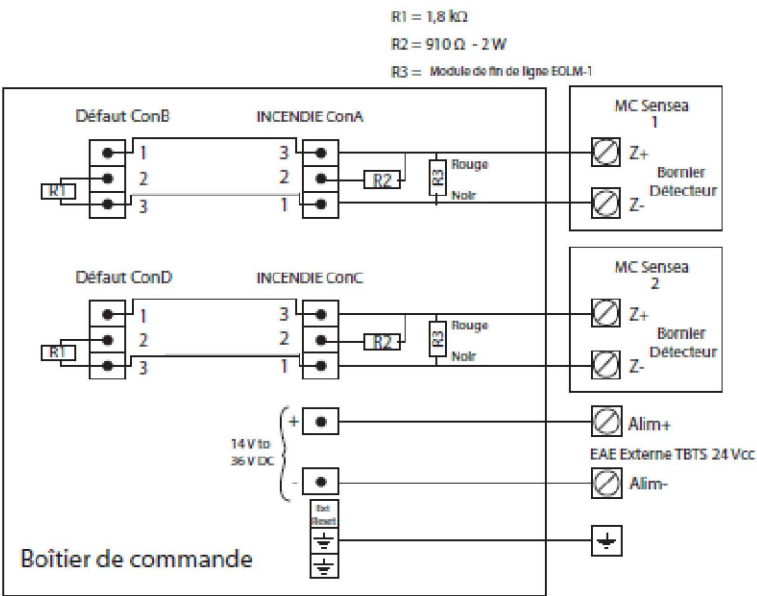 R1 = 1,8 kΩ
R2 = 910 Ω - 2 W
R3 = Module de fin de ligne EOLM-1
Défaut ConB
INCENDIE ConA
MC Sensea
1
1
2
3
R1
3
2
1
R2
R3
Rouge
Noir
Z+
Z-
Bornier
Détecteur
Défaut ConD
INCENDIE ConC
MC Sensea
2
1
2
3
R1
3
2
1
R2
R3
Rouge
Noir
Z+
Z-
Bornier
Détecteur
14 V to
36 V DC
+
-
Alim+
EAE Externe TBTS 24 Vcc
Alim-
Ext
Reset
Boîtier de commande